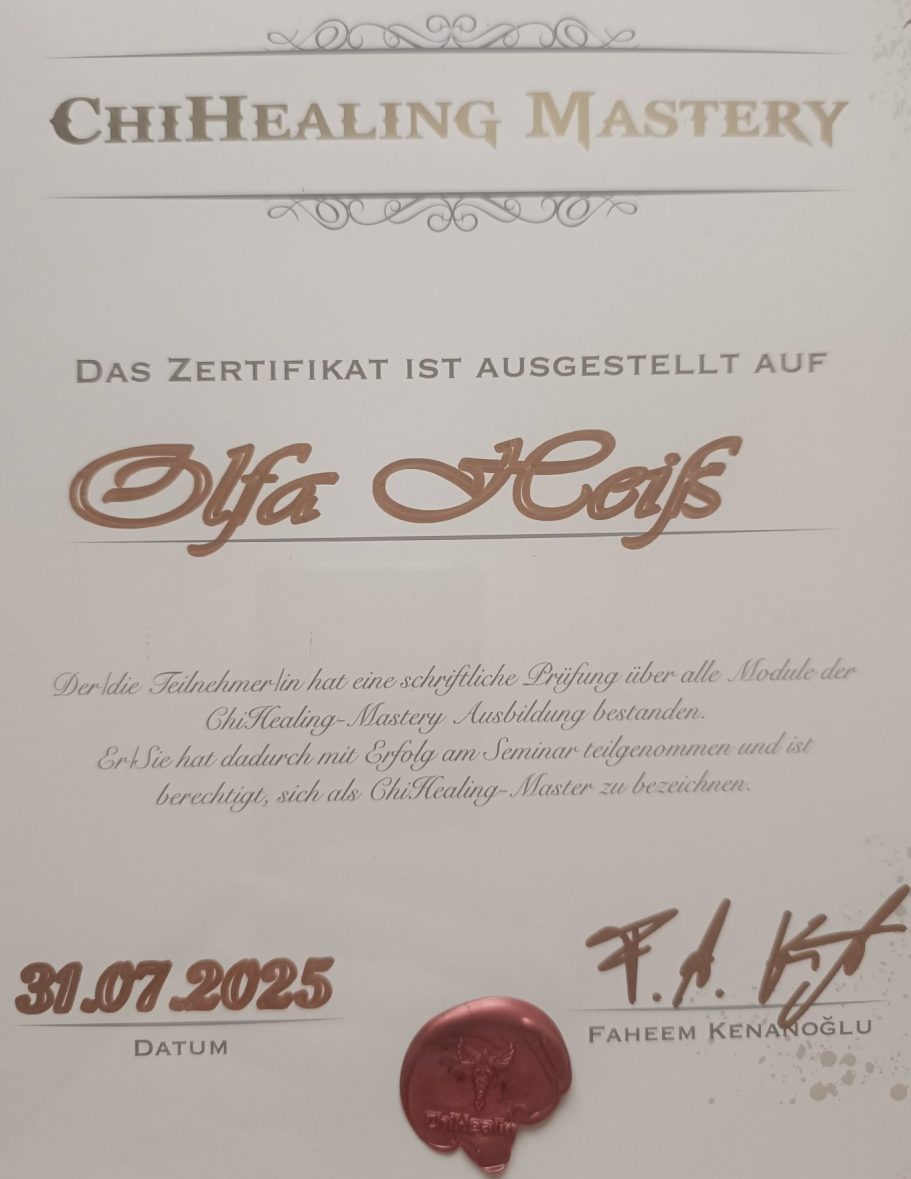 ChiHealing Mastery
Das Zertifikat ist ausgestellt auf
Olfa Heiß
Der/die Teilnehmer/in hat eine schriftliche Prüfung über alle Module der
ChiHealing-Mastery Ausbildung bestanden.
Er/Sie hat dadurch mit Erfolg am Seminar teilgenommen und ist
berechtigt, sich als ChiHealing-Master zu bezeichnen.
31.07.2025
Datum
F. A. 
Faheem Kenanoğlu